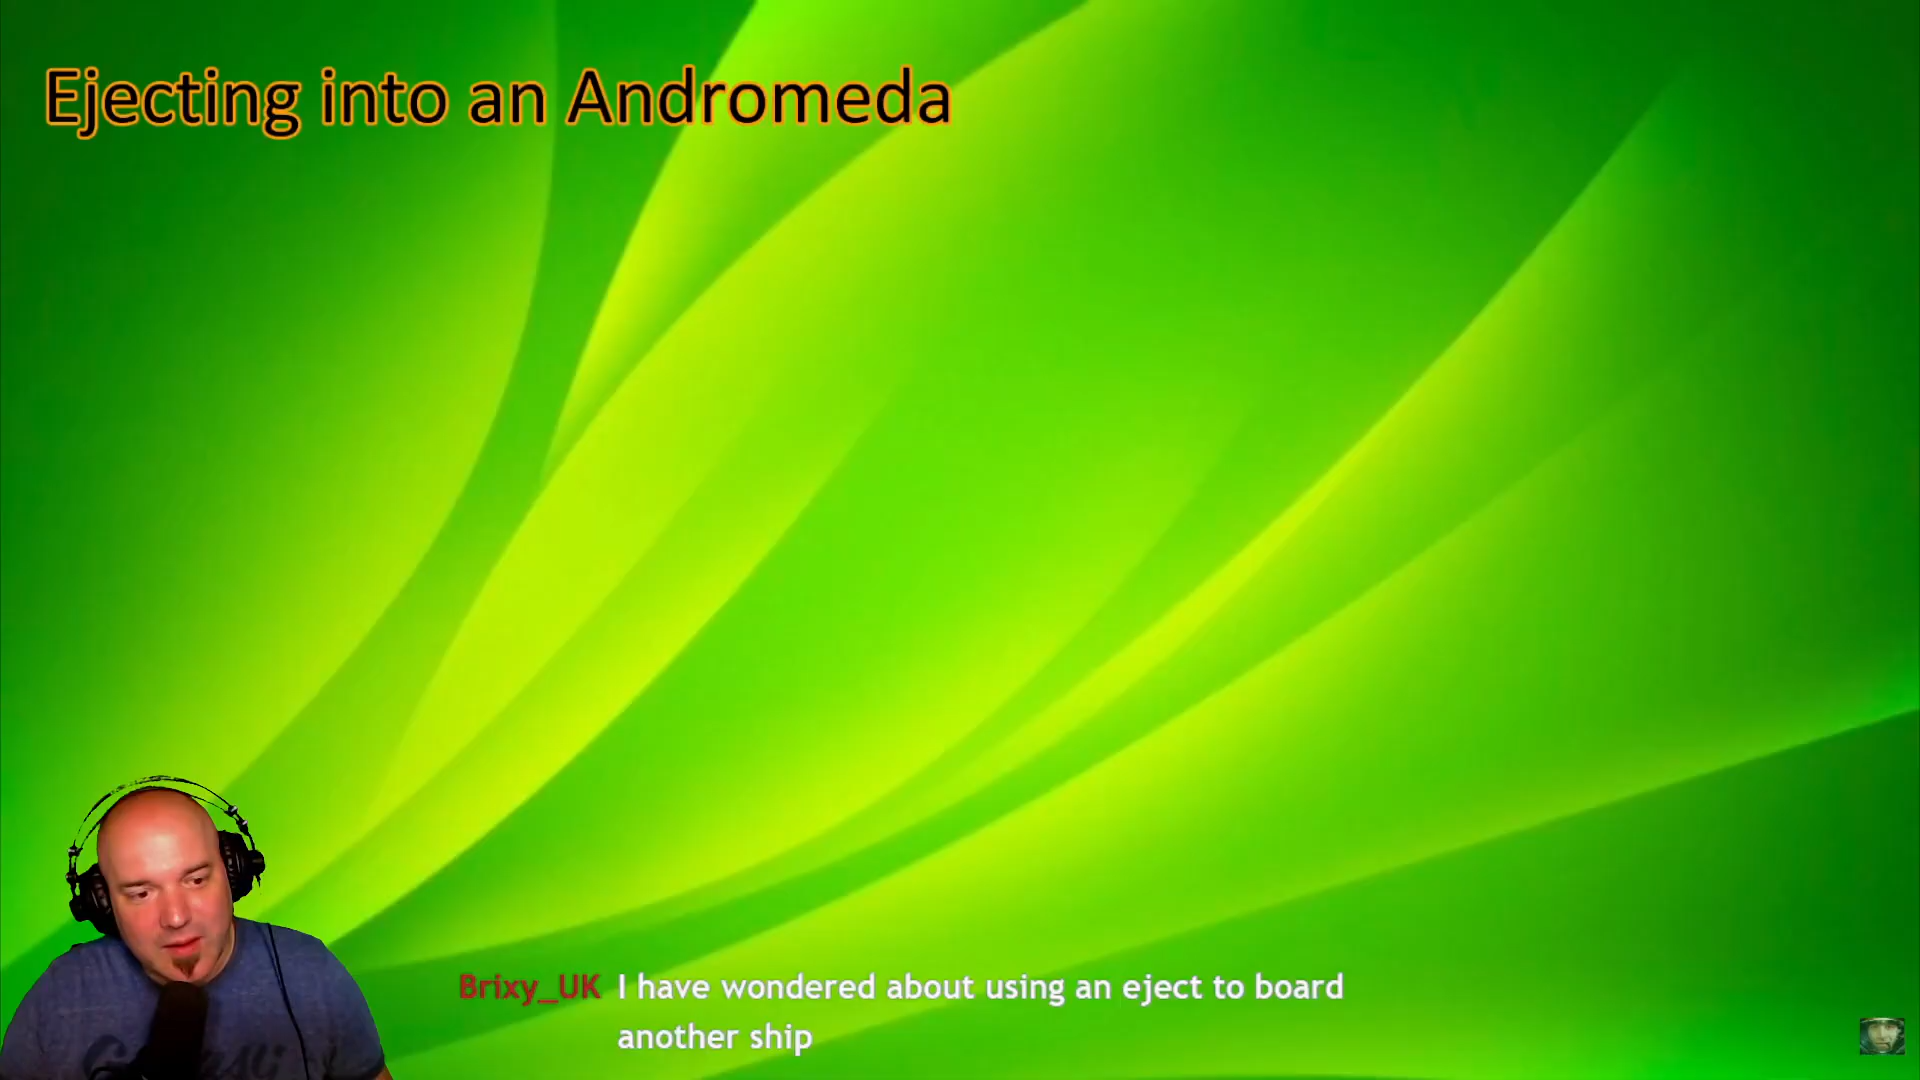 Ejecting into an Andromeda
Brixy_UK I have wondered about using an eject to board
another ship